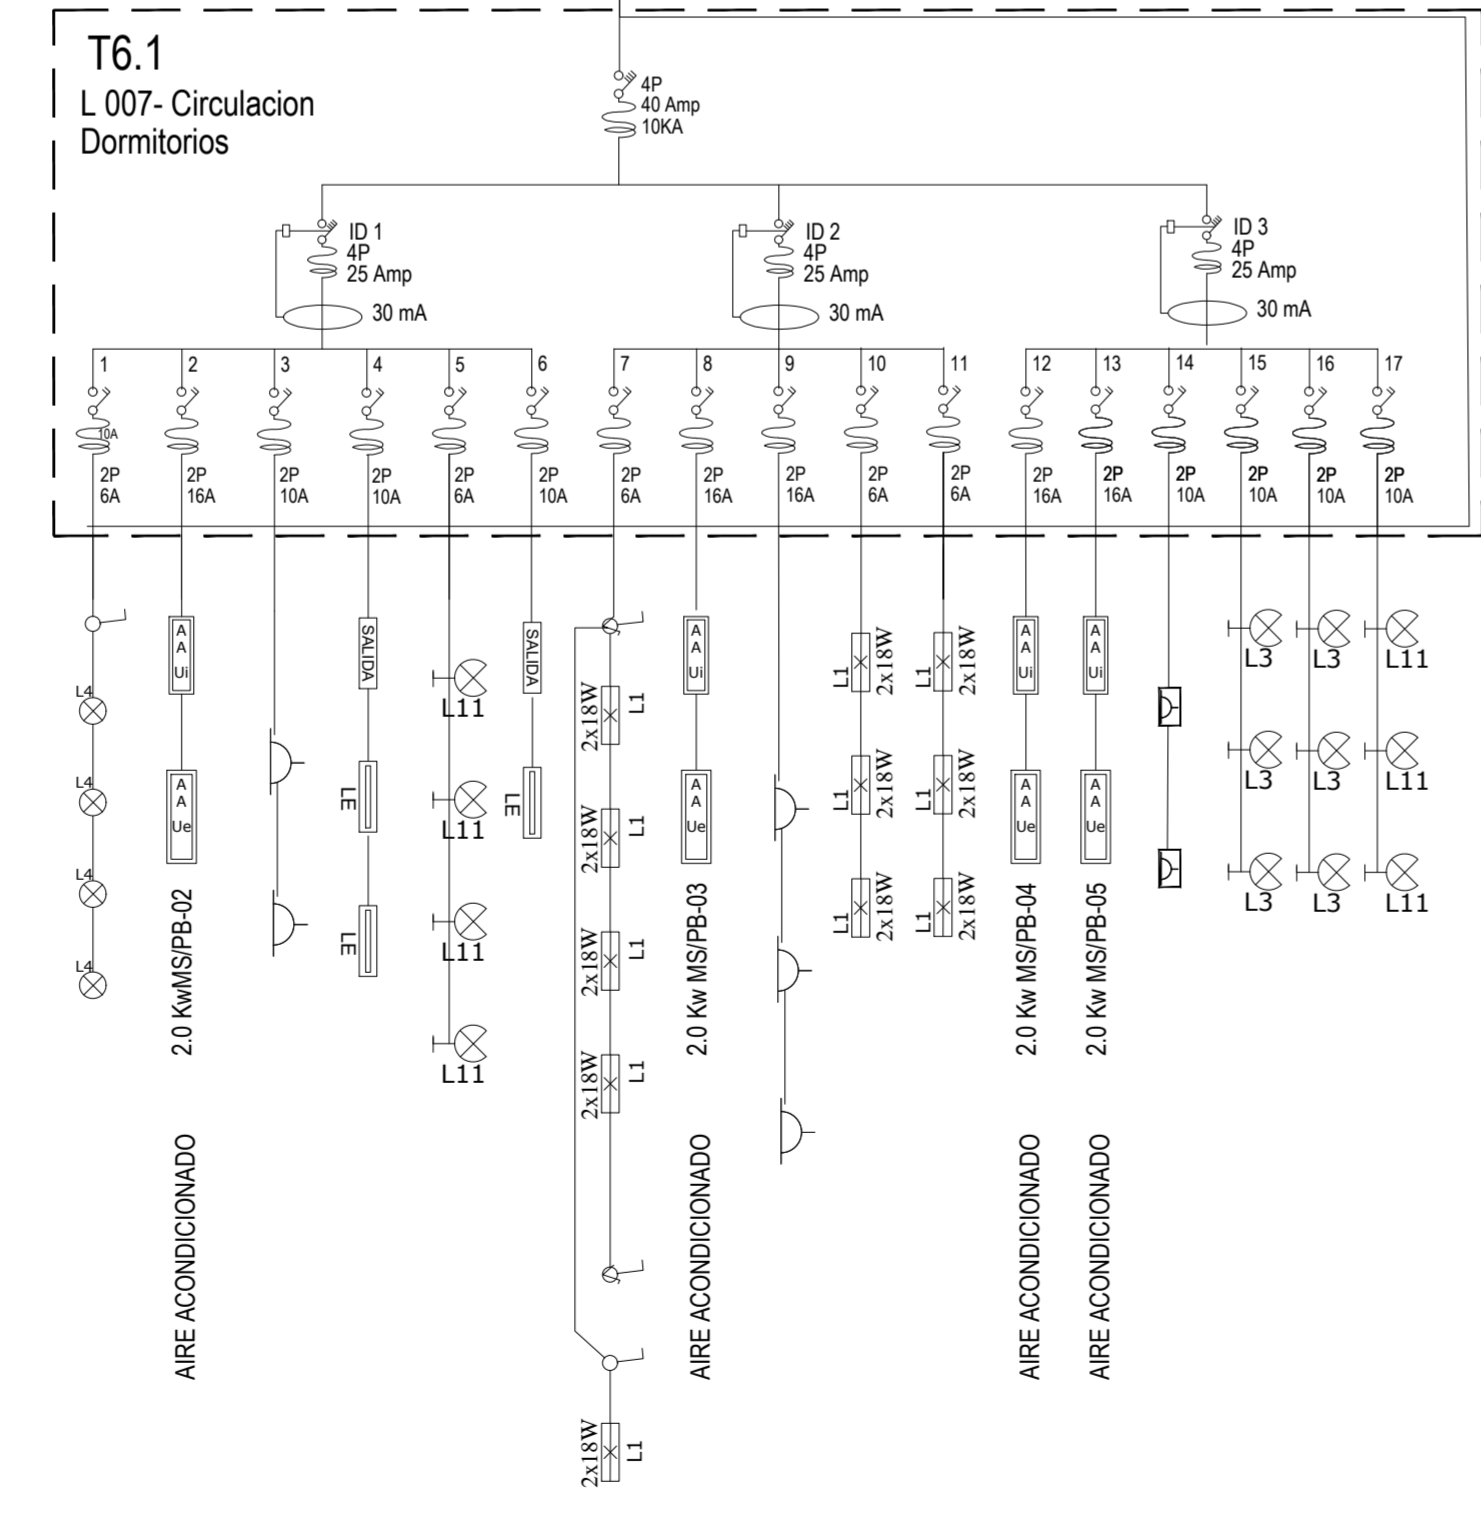 T6.1
L 007- Circulacion
Dormitorios
4P
40 Amp
10KA
ID 1
4P
25 Amp
30 mA
ID 2
4P
25 Amp
30 mA
ID 3
4P
25 Amp
30 mA
1 2 3 4 5 6 7 8 9 10 11 12 13 14 15 16 17
10A
2P 2P 2P 2P 2P 2P 2P 2P 2P 2P 2P 2P 2P 2P 2P 2P 2P
6A 16A 10A 10A 6A 10A 6A 16A 16A 6A 6A 16A 16A 10A 10A 10A 10A
L4
L4
L4
L4
A
A
Ui
A
A
Ue
2.0 KwMS/PB-02
AIRE ACONDICIONADO
SALIDA
LE
LE
L11
L11
L11
L11
SALIDA
LE
2x18W L1
2x18W L1
2x18W L1
2x18W L1
2x18W L1
A
A
Ui
A
A
Ue
2.0 Kw MS/PB-03
AIRE ACONDICIONADO
L1 2x18W
L1 2x18W
L1 2x18W
L1 2x18W
L1 2x18W
L1 2x18W
A
A
Ui
A
A
Ue
2.0 Kw MS/PB-04
AIRE ACONDICIONADO
A
A
Ui
A
A
Ue
2.0 Kw MS/PB-05
AIRE ACONDICIONADO
L3 L3 L11
L3 L3 L11
L3 L3 L11